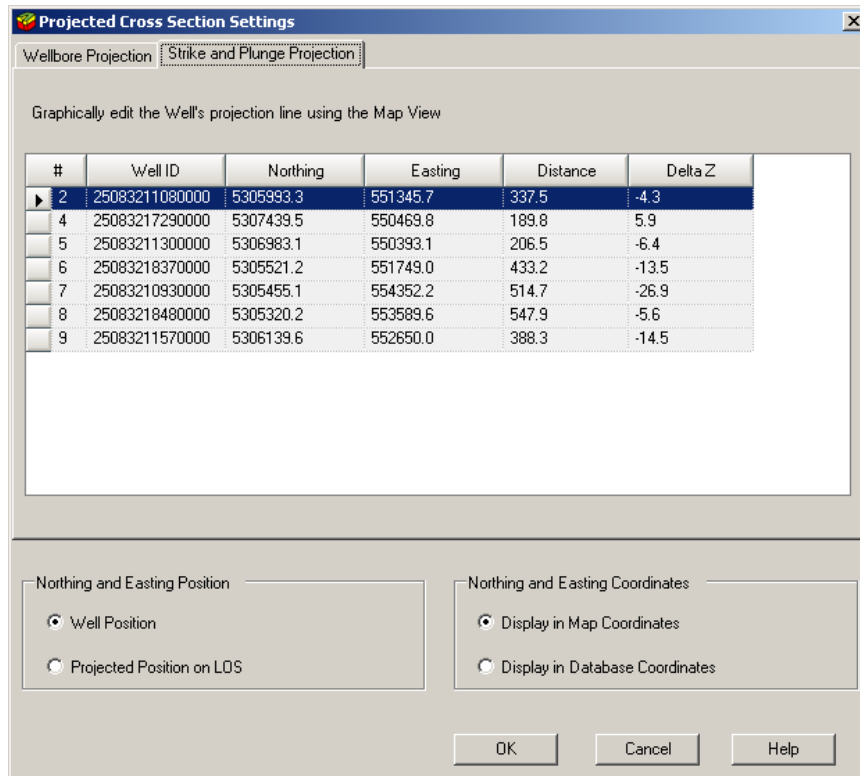 Projected Cross Section Settings
Wellbore Projection Strike and Plunge Projection
Graphically edit the Well's projection line using the Map View
# Well ID Northing Easting Distance Delta Z
2 25083211080000 5305993.3 551345.7 337.5 -4.3
4 25083217290000 5307439.5 550469.8 189.8 5.9
5 25083211300000 5306983.1 550393.1 206.5 -6.4
6 25083218370000 5305521.2 551749.0 433.2 -13.5
7 25083210930000 5305455.1 554352.2 514.7 -26.9
8 25083218480000 5305320.2 553589.6 547.9 -5.6
9 25083211570000 5306139.6 552650.0 388.3 -14.5
Northing and Easting Position
Well Position
Projected Position on LOS
Northing and Easting Coordinates
Display in Map Coordinates
Display in Database Coordinates
OK Cancel Help